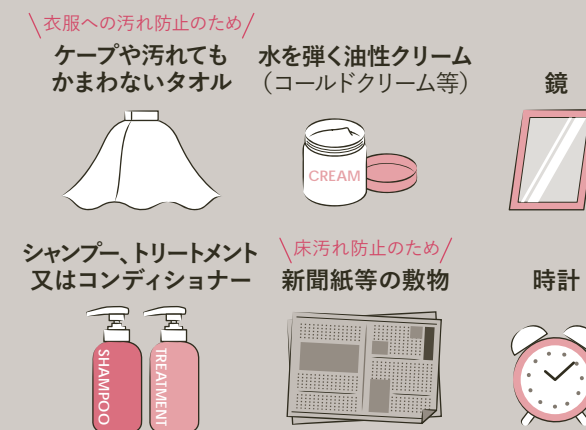 衣服への汚れ防止のため
ケープや汚れても
かまわないタオル
水を弾く油性クリーム
（コールドクリーム等）
鏡
CREAM
シャンプー、トリートメント
又はコンディショナー
床汚れ防止のため
新聞紙等の敷物
時計
SHAMPOO
TREATMENT